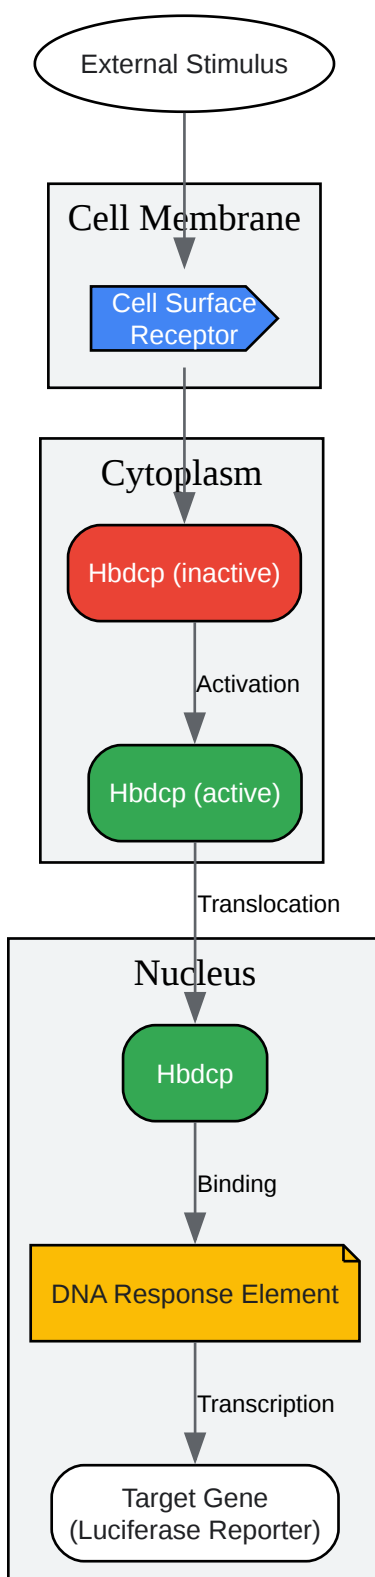 External Stimulus
Cell Membrane
Cell Surface
Receptor
Cytoplasm
Hbdcp (inactive)
Activation
Hbdcp (active)
Translocation
Nucleus
Hbdcp
Binding
DNA Response Element
Transcription
Target Gene
(Luciferase Reporter)